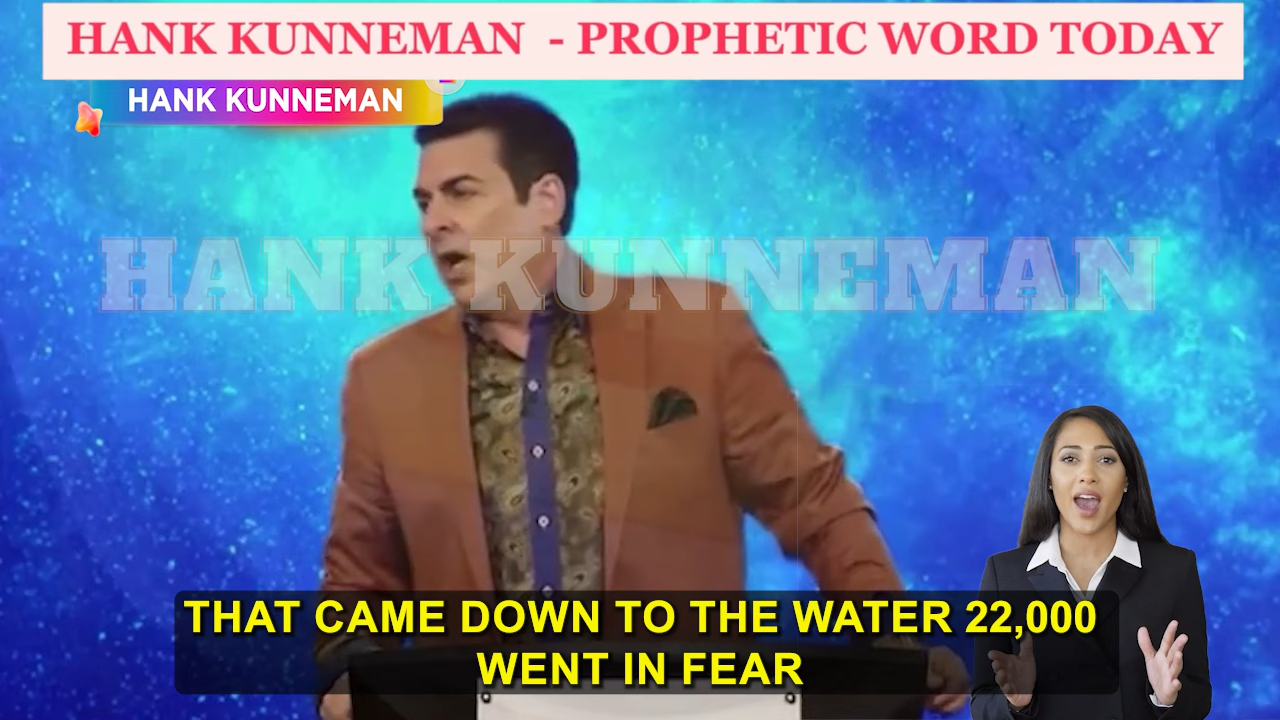 HANK KUNNEMAN - PROPHETIC WORD TODAY
HANK KUNNEMAN
HANK KUNNEMAN
THAT CAME DOWN TO THE WATER 22,000
WENT IN FEAR